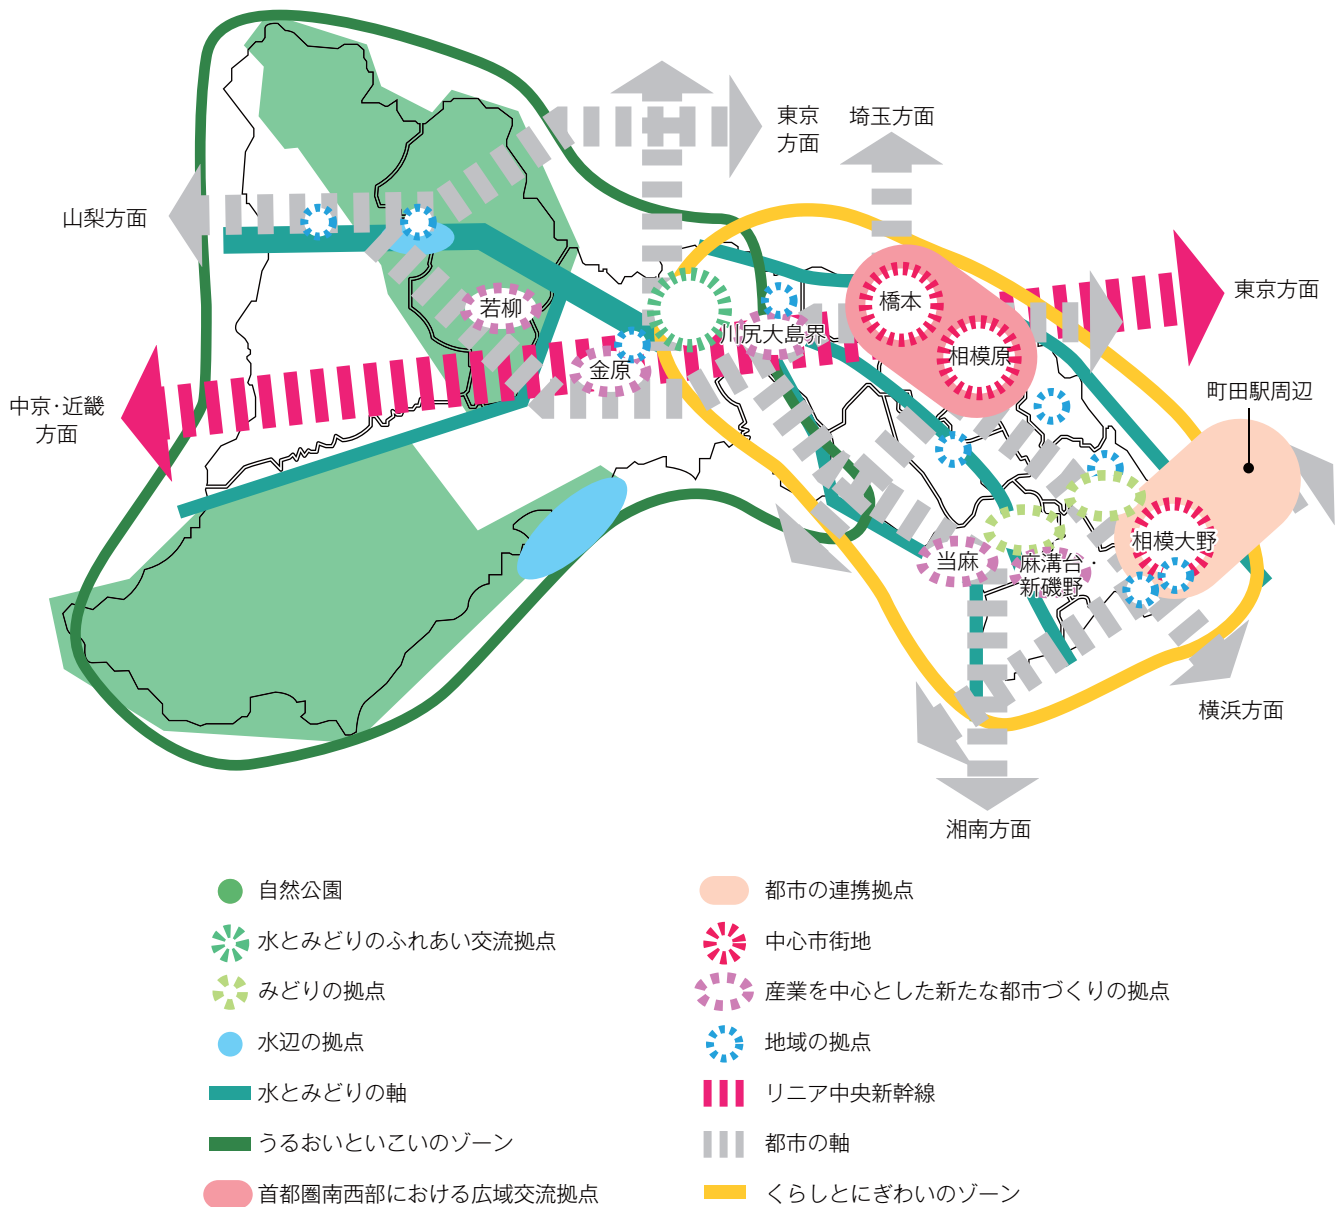 東京
方面
埼玉方面
山梨方面
東京方面
橋本
若柳
川尻大島界
相模原
金原
町田駅周辺
中京・近畿
方面
相模大野
当麻
麻溝台・
新磯野
横浜方面
湘南方面
自然公園
水とみどりのふれあい交流拠点
みどりの拠点
水辺の拠点
水とみどりの軸
うるおいといこいのゾーン
首都圏南西部における広域交流拠点
都市の連携拠点
中心市街地
産業を中心とした新たな都市づくりの拠点
地域の拠点
リニア中央新幹線
都市の軸
くらしとにぎわいのゾーン